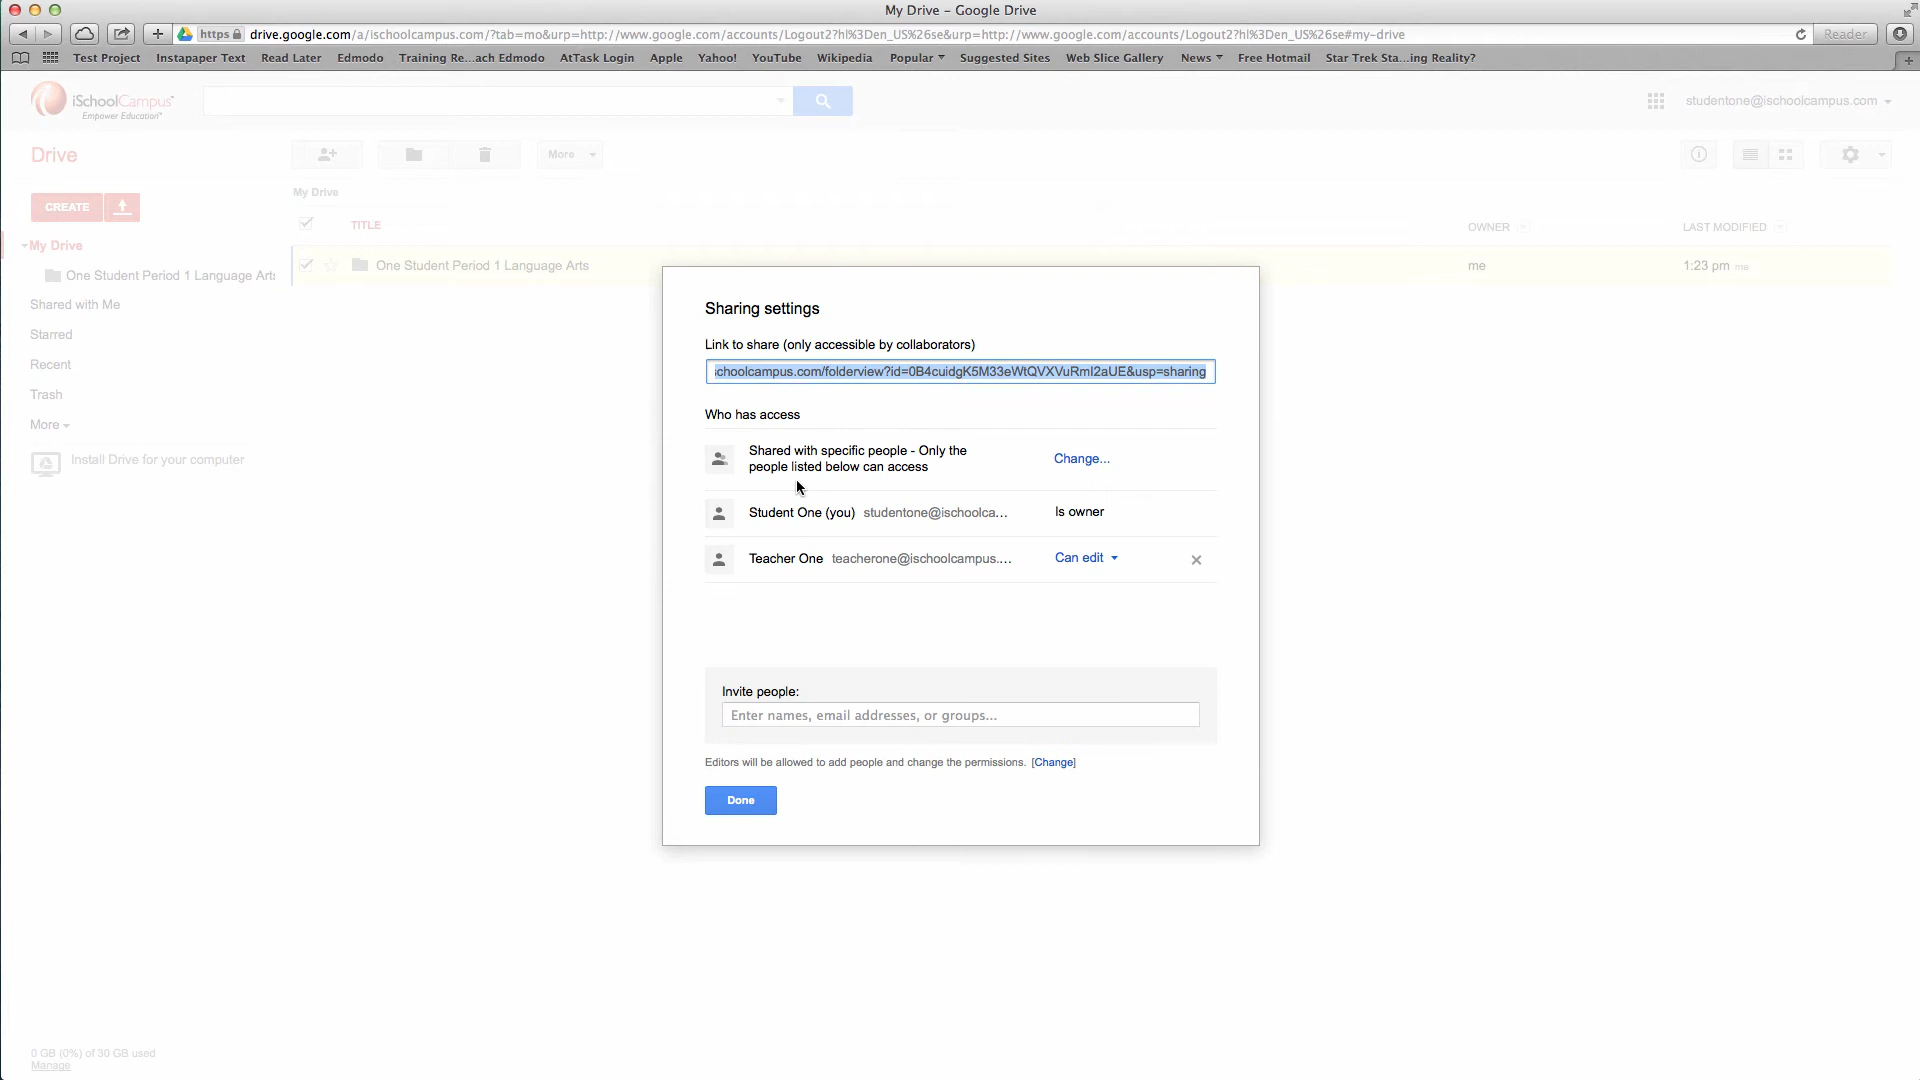 My Drive – Google Drive
https drive.google.com/a/ischoolcampus.com/?tab=mo&urp=http://www.google.com/accounts/Logout2?hl%3Den_US%26se&urp=http://www.google.com/accounts/Logout2?hl%3Den_US%26se#my-drive Reader
Test Project Instapaper Text Read Later Edmodo Training Re...ach Edmodo AtTask Login Apple Yahoo! YouTube Wikipedia Popular Suggested Sites Web Slice Gallery News Free Hotmail Star Trek Sta...ing Reality?
iSchoolCampus™
Empower Education™
studentone@ischoolcampus.com
Drive
More
My Drive
CREATE
TITLE OWNER LAST MODIFIED
My Drive
One Student Period 1 Language Arts me 1:23 pm me
One Student Period 1 Language Arts
Shared with Me
Starred
Recent
Trash
More
Install Drive for your computer
Sharing settings
Link to share (only accessible by collaborators)
schoolcampus.com/folderview?id=0B4cuidgK5M33eWtQVXVuRml2aUE&usp=sharing
Who has access
Shared with specific people - Only the
people listed below can access
Change...
Student One (you) studentone@ischoolca... Is owner
Teacher One teacherone@ischoolcampus.... Can edit
Invite people:
Enter names, email addresses, or groups...
Editors will be allowed to add people and change the permissions. [Change]
Done
0 GB (0%) of 30 GB used
Manage